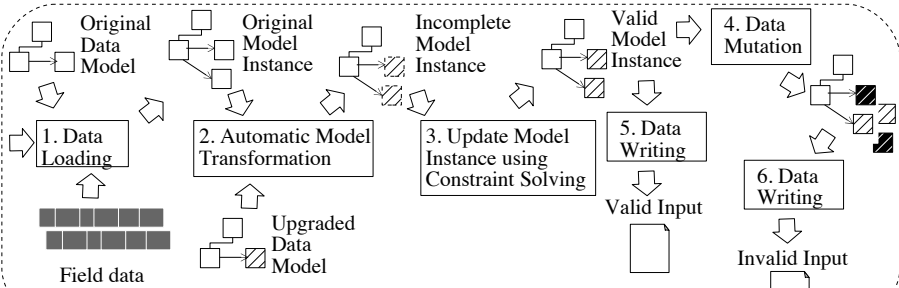 Original
Data
Model
Original
Model
Instance
Incomplete
Model
Instance
Valid
Model
Instance
4. Data
Mutation
1. Data
Loading
2. Automatic Model
Transformation
3. Update Model
Instance using
Constraint Solving
5. Data
Writing
6. Data
Writing
Upgraded
Data
Model
Valid Input
Invalid Input
Field data